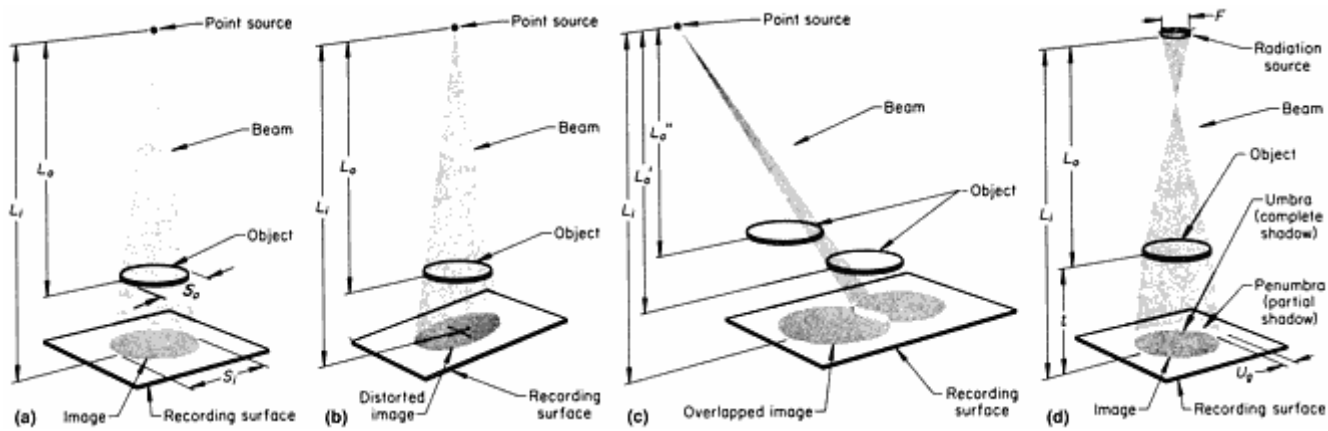 Point source
L_o
L_i
Beam
Object
S_o
S_i
Image
Recording surface
(a)
Point source
L_o
L_i
Beam
Object
Distorted
image
Recording
surface
(b)
Point source
L_o''
L_o'
L_i
Beam
Object
Overlapped image
Recording
surface
(c)
F
Radiation
source
L_o
L_i
Beam
Object
Umbra
(complete
shadow)
Penumbra
(partial
shadow)
t
U_g
Image
Recording surface
(d)